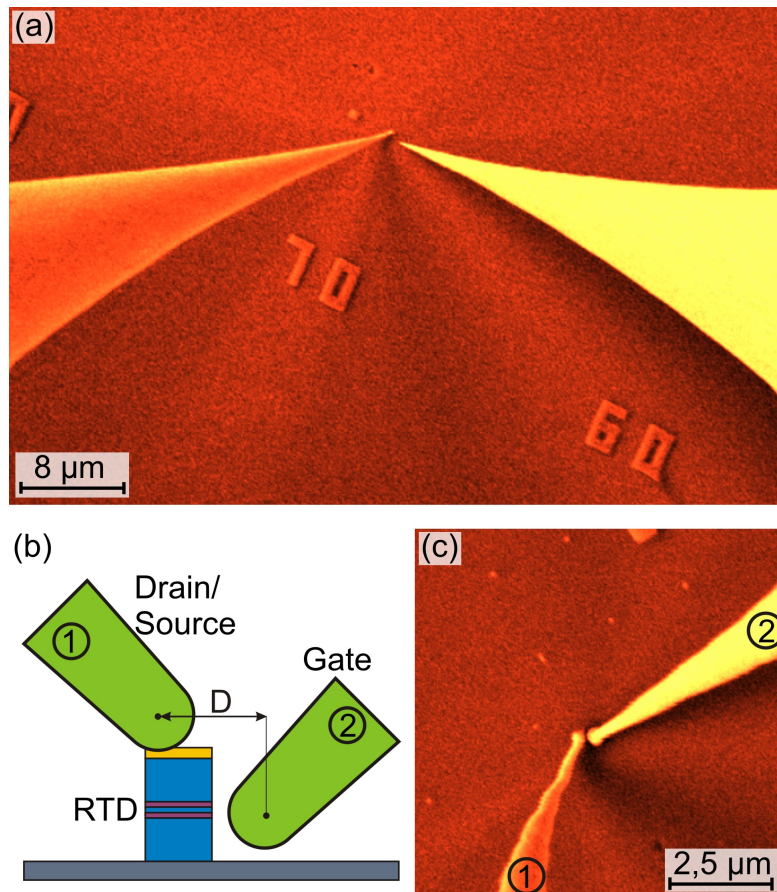 (a)
70
60
8 µm
(b)
Drain/
Source
1
Gate
D
2
RTD
(c)
2
1
2,5 µm